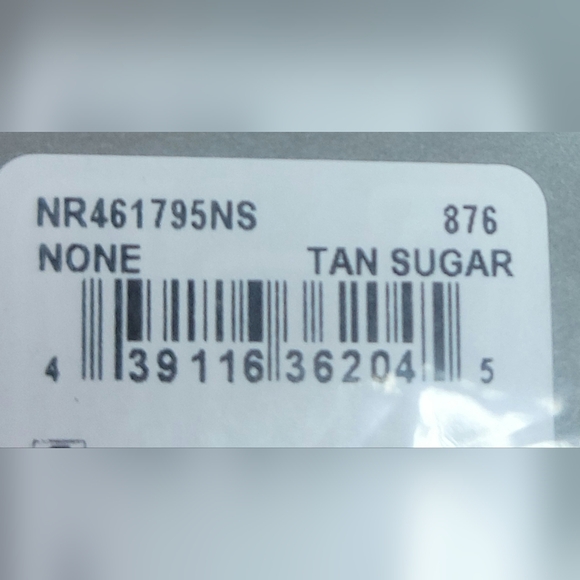 NR461795NS 876
NONE TAN SUGAR
4 39116 36204 5